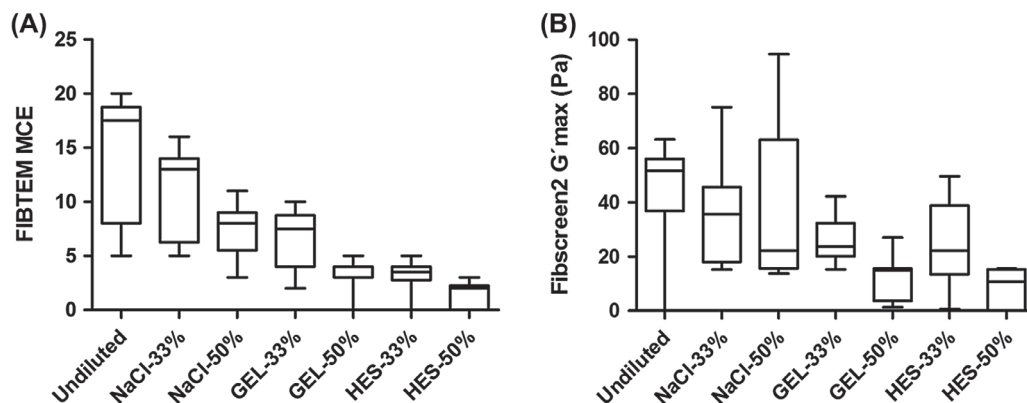 (A)
FIBTEM MCE
25
20
15
10
5
0
Undiluted
NaCl-33%
NaCl-50%
GEL-33%
GEL-50%
HES-33%
HES-50%
(B)
Fibscreen2 G´max (Pa)
100
80
60
40
20
0
Undiluted
NaCl-33%
NaCl-50%
GEL-33%
GEL-50%
HES-33%
HES-50%